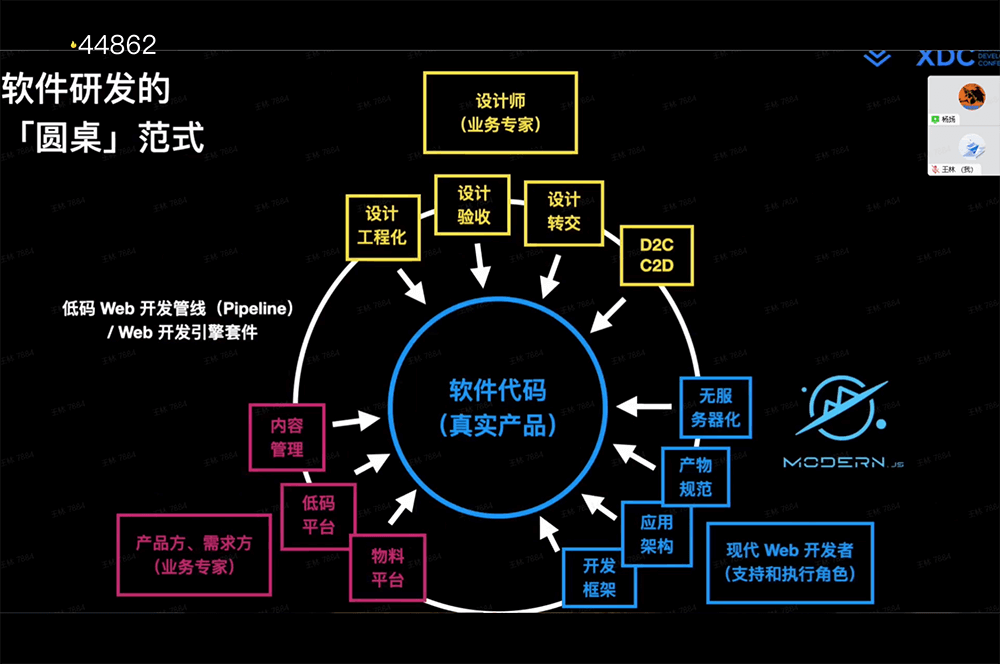 44862
XDC
软件研发的
「圆桌」范式
设计师
（业务专家）
杨扬
王林 （我）
设计
工程化
设计
验收
设计
转交
D2C
C2D
低码 Web 开发管线（Pipeline）
/ Web 开发引擎套件
软件代码
（真实产品）
内容
管理
低码
平台
物料
平台
产品方、需求方
（业务专家）
无服
务器化
产物
规范
应用
架构
开发
框架
MODERN.JS
现代 Web 开发者
（支持和执行角色）